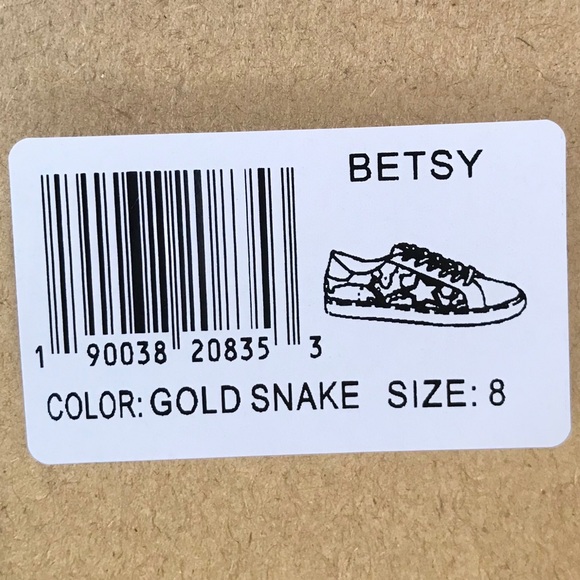 BETSY
1 90038 20835 3
COLOR: GOLD SNAKE SIZE: 8